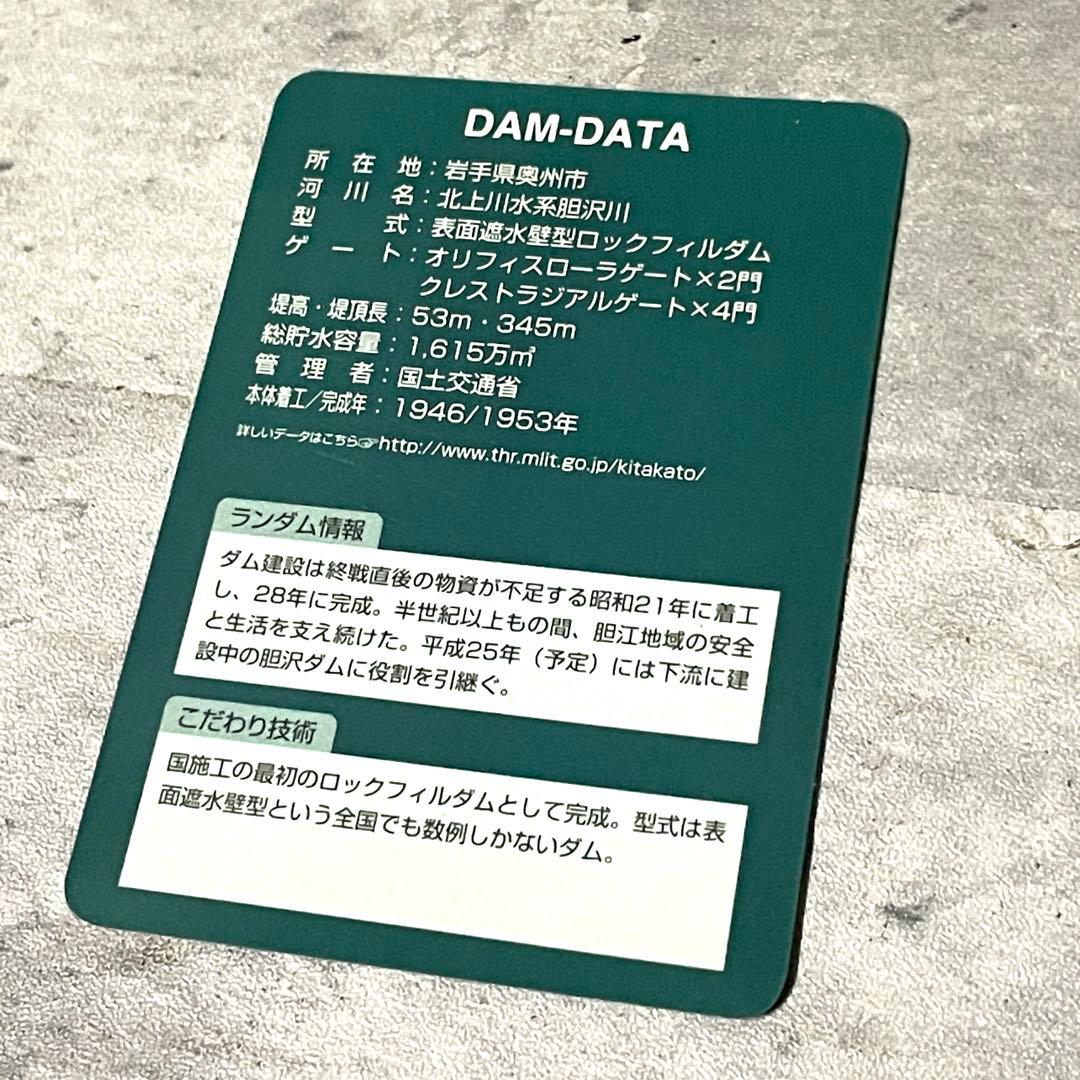 DAM-DATA
所在地：岩手県奥州市
河川名：北上川水系胆沢川
型式：表面遮水壁型ロックフィルダム
ゲート：オリフィスローラゲート×2門
クレストラジアルゲート×4門
堤高・堤頂長：53m・345m
総貯水容量：1,615万㎥
管理者：国土交通省
本体着工/完成年：1946/1953年
詳しいデータはこちら☞http://www.thr.mlit.go.jp/kitakato/
ランダム情報
ダム建設は終戦直後の物資が不足する昭和21年に着工
し、28年に完成。半世紀以上もの間、胆江地域の安全
と生活を支え続けた。平成25年（予定）には下流に建
設中の胆沢ダムに役割を引継ぐ。
こだわり技術
国施工の最初のロックフィルダムとして完成。型式は表
面遮水壁型という全国でも数例しかないダム。